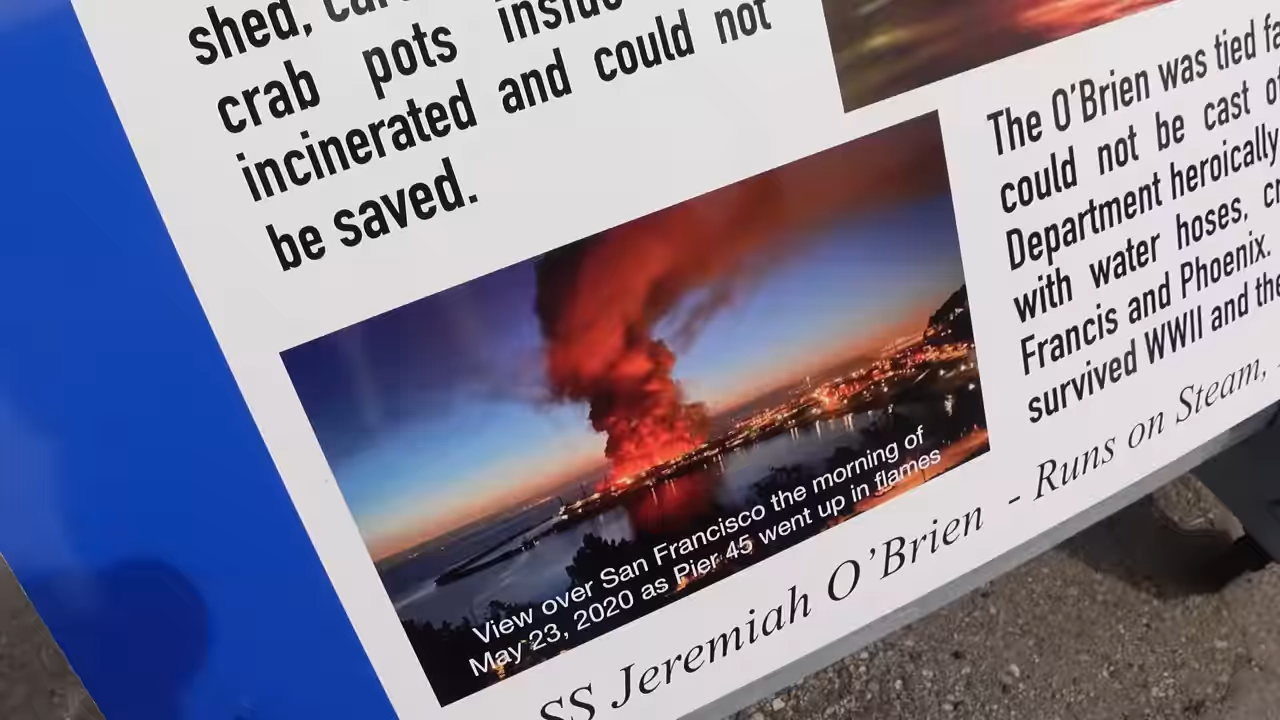 shed,
crab pots inside
incinerated and could not
be saved.
View over San Francisco the morning of
May 23, 2020 as Pier 45 went up in flames
The O'Brien was tied
could not be cast
Department heroically
with water hoses,
Francis and Phoenix.
survived WWII and the
SS Jeremiah O'Brien - Runs on Steam,